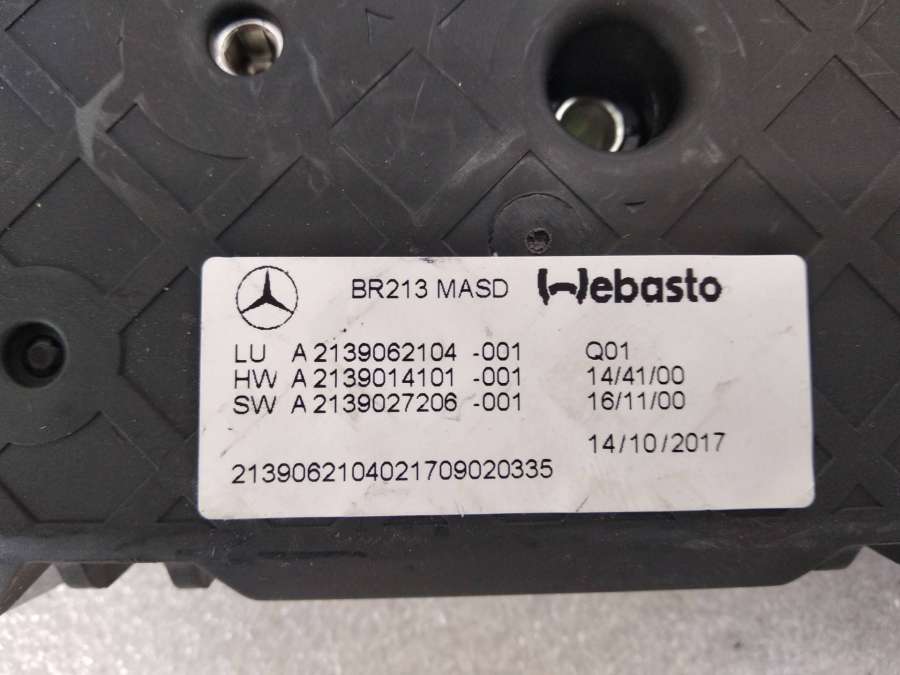 BR213 MASD Webasto
LU A 2139062104 -001 Q01
HW A 2139014101 -001 14/41/00
SW A 2139027206 -001 16/11/00
14/10/2017
2139062104021709020335